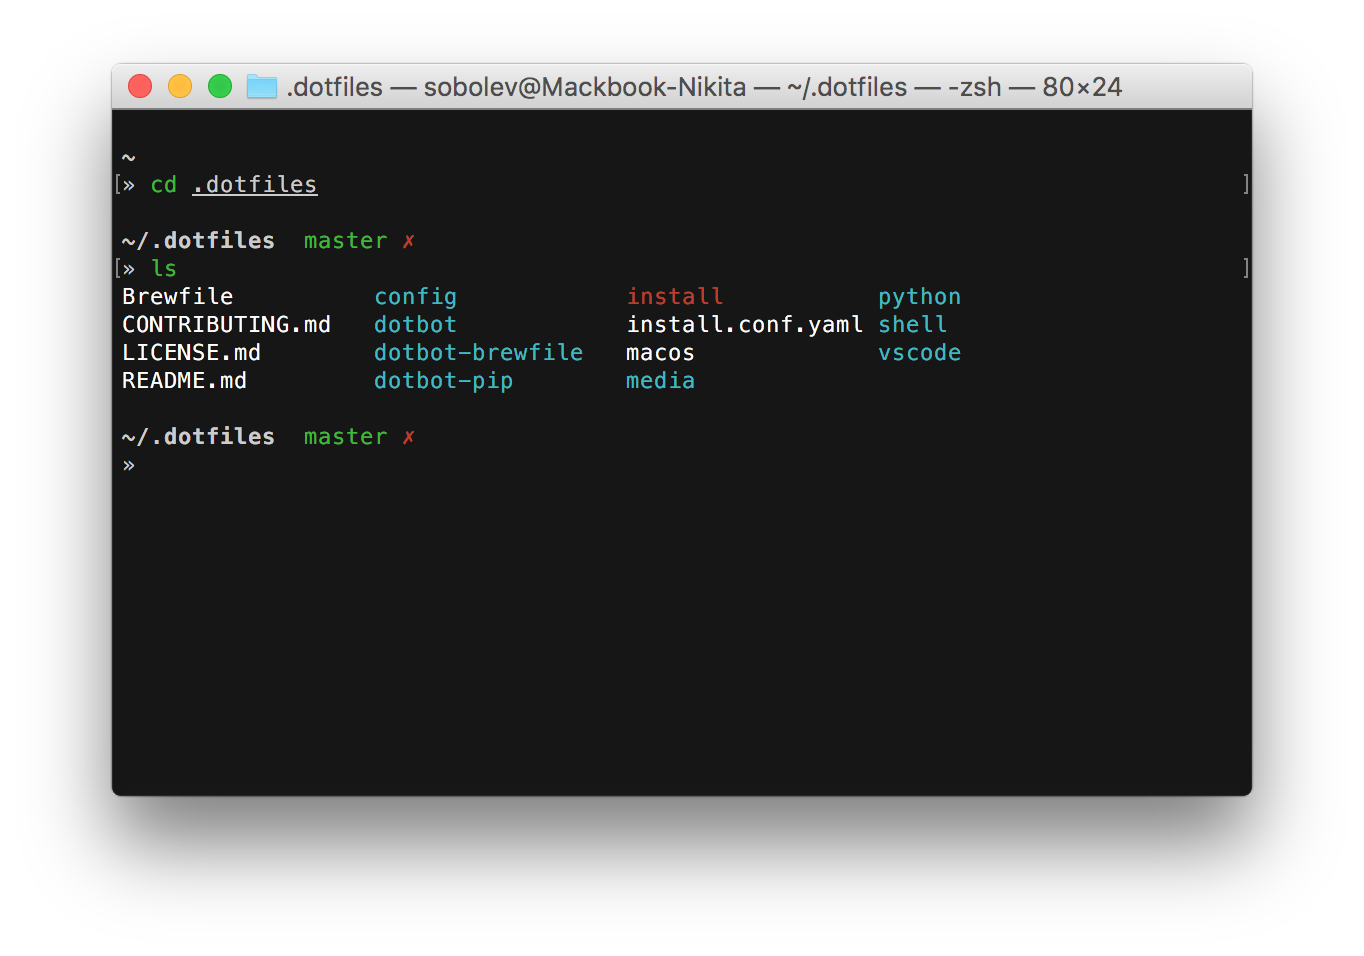 .dotfiles — sobolev@Mackbook-Nikita — ~/.dotfiles — -zsh — 80×24
~
[» cd .dotfiles ]
~/.dotfiles master ✗
[» ls ]
Brewfile config install python
CONTRIBUTING.md dotbot install.conf.yaml shell
LICENSE.md dotbot-brewfile macos vscode
README.md dotbot-pip media
~/.dotfiles master ✗
»